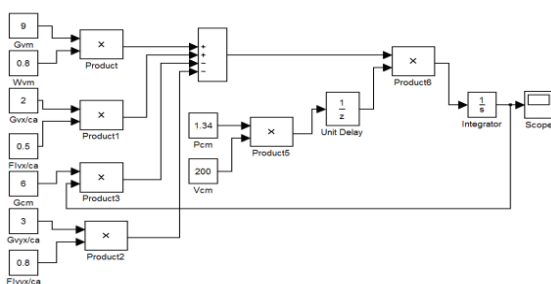 9
Gvm
0.8
Wvm
×
Product
2
Gvx/ca
0.5
Flvx/ca
×
Product1
6
Gcm
×
Product3
3
Gvyx/ca
0.8
Flvyx/ca
×
Product2
+
+
−
−
1.34
Pcm
200
Vcm
×
Product5
1
z
Unit Delay
×
Product6
1
s
Integrator
Scope